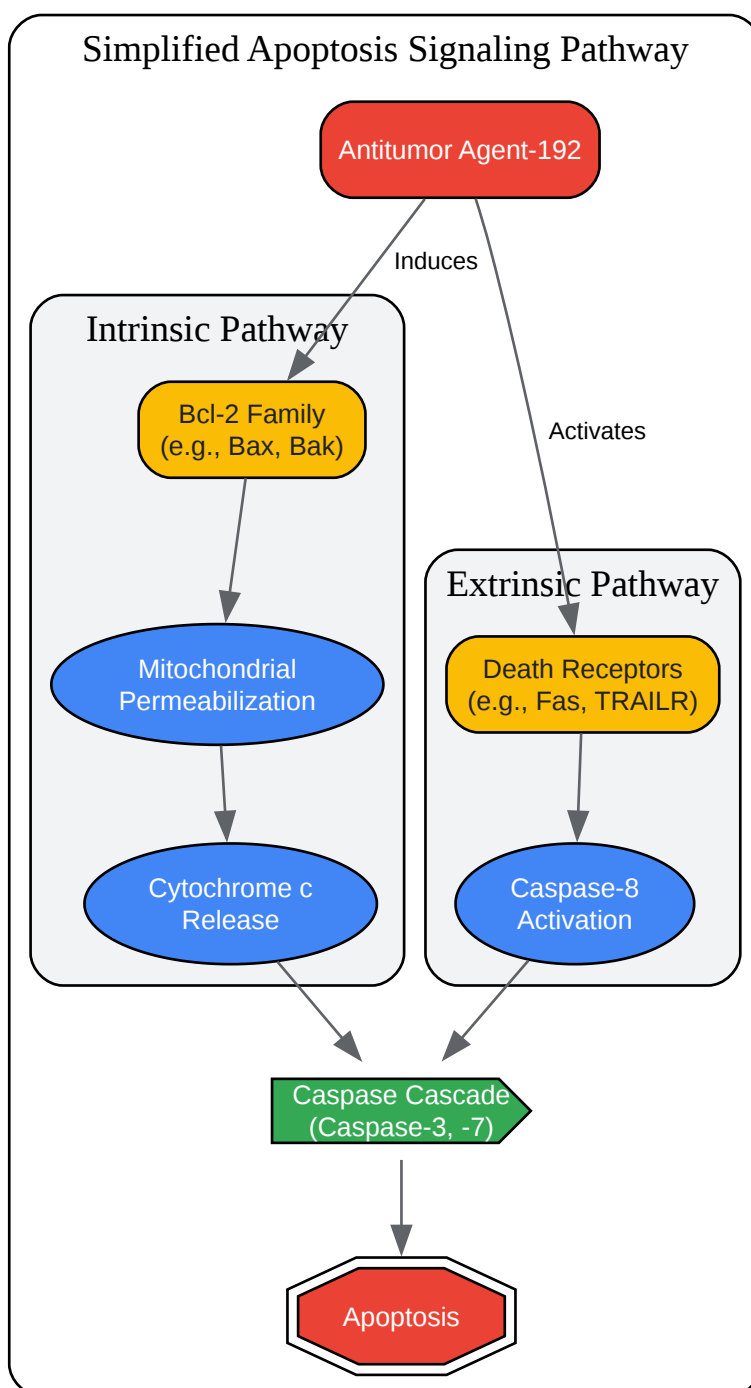 Simplified Apoptosis Signaling Pathway
Antitumor Agent-192
Induces
Intrinsic Pathway
Bcl-2 Family
(e.g., Bax, Bak)
Activates
Extrinsic Pathway
Mitochondrial
Permeabilization
Death Receptors
(e.g., Fas, TRAILR)
Cytochrome c
Release
Caspase-8
Activation
Caspase Cascade
(Caspase-3, -7)
Apoptosis